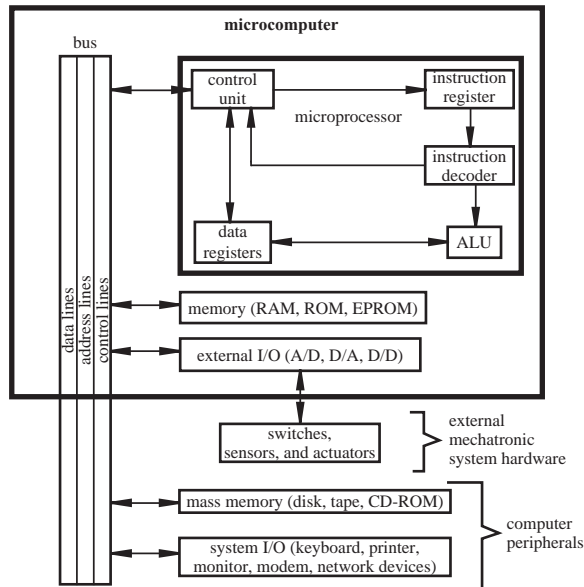 microcomputer
bus
control
unit
instruction
register
microprocessor
instruction
decoder
data
registers
ALU
data lines
address lines
control lines
memory (RAM, ROM, EPROM)
external I/O (A/D, D/A, D/D)
switches,
sensors, and actuators
external
mechatronic
system hardware
mass memory (disk, tape, CD-ROM)
computer
peripherals
system I/O (keyboard, printer,
monitor, modem, network devices)